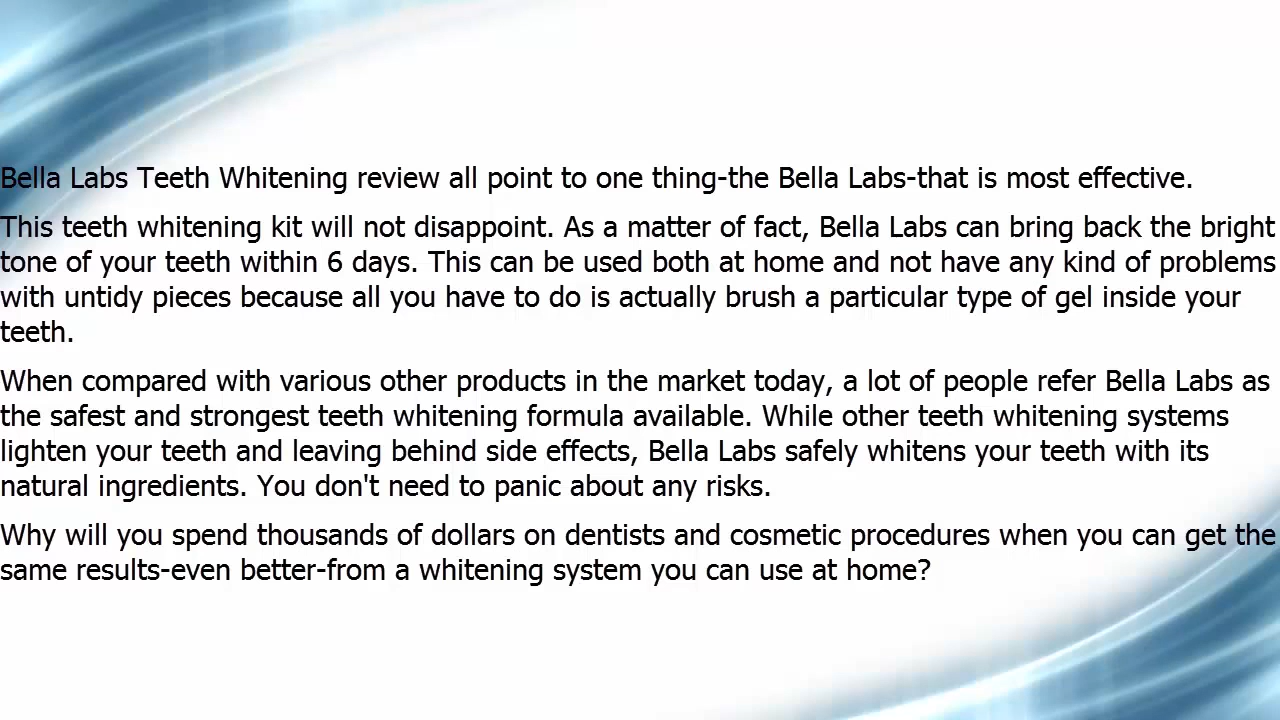 Bella Labs Teeth Whitening review all point to one thing-the Bella Labs-that is most effective.
This teeth whitening kit will not disappoint. As a matter of fact, Bella Labs can bring back the bright
tone of your teeth within 6 days. This can be used both at home and not have any kind of problems
with untidy pieces because all you have to do is actually brush a particular type of gel inside your
teeth.
When compared with various other products in the market today, a lot of people refer Bella Labs as
the safest and strongest teeth whitening formula available. While other teeth whitening systems
lighten your teeth and leaving behind side effects, Bella Labs safely whitens your teeth with its
natural ingredients. You don't need to panic about any risks.
Why will you spend thousands of dollars on dentists and cosmetic procedures when you can get the
same results-even better-from a whitening system you can use at home?